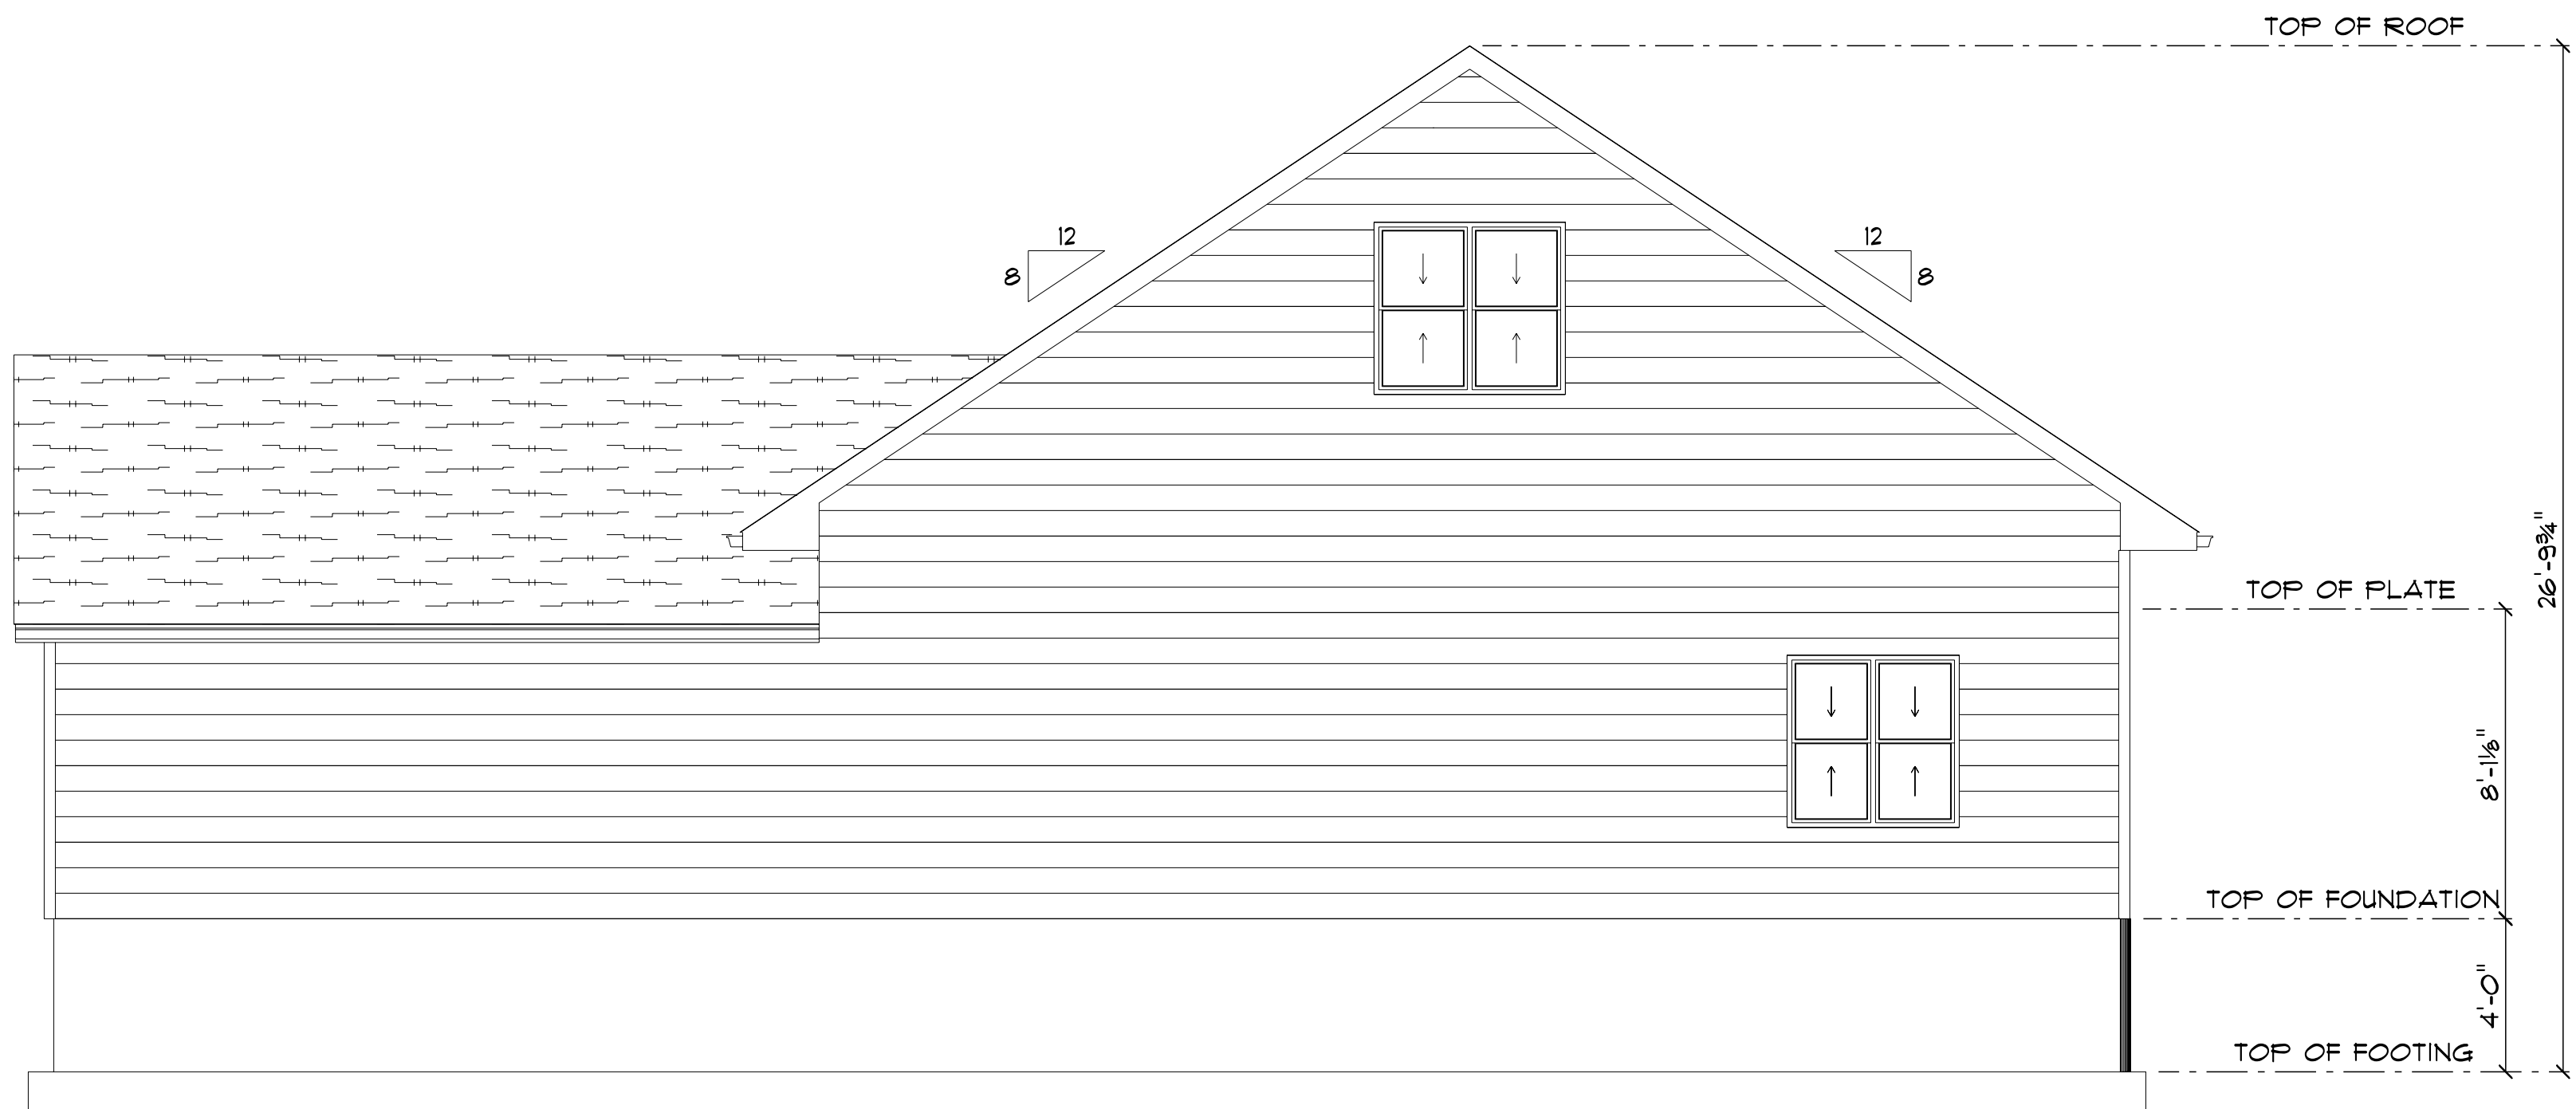 TOP OF ROOF
12
8
12
8
26'-9¾"
TOP OF PLATE
8'-1⅛"
TOP OF FOUNDATION
4'-0"
TOP OF FOOTING